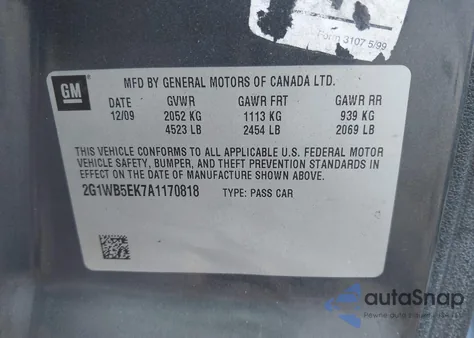 Form 3107 5/99
GM
MFD BY GENERAL MOTORS OF CANADA LTD.
DATE GVWR GAWR FRT GAWR RR
12/09 2052 KG 1113 KG 939 KG
4523 LB 2454 LB 2069 LB
THIS VEHICLE CONFORMS TO ALL APPLICABLE U.S. FEDERAL MOTOR
VEHICLE SAFETY, BUMPER, AND THEFT PREVENTION STANDARDS IN
EFFECT ON THE DATE OF MANUFACTURE SHOWN ABOVE.
2G1WB5EK7A1170818 TYPE: PASS CAR
autoSnap